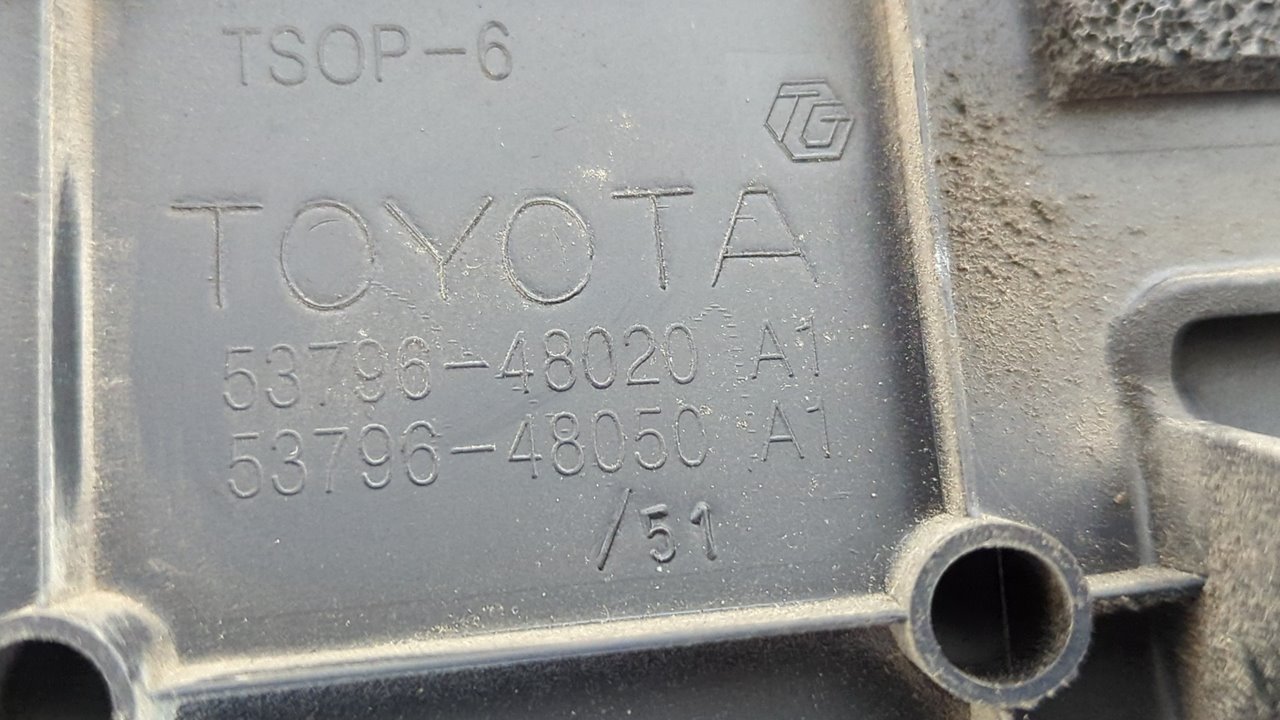 TSOP-6
TG
TOYOTA
53796-48020 A1
53796-48050 A1
/51